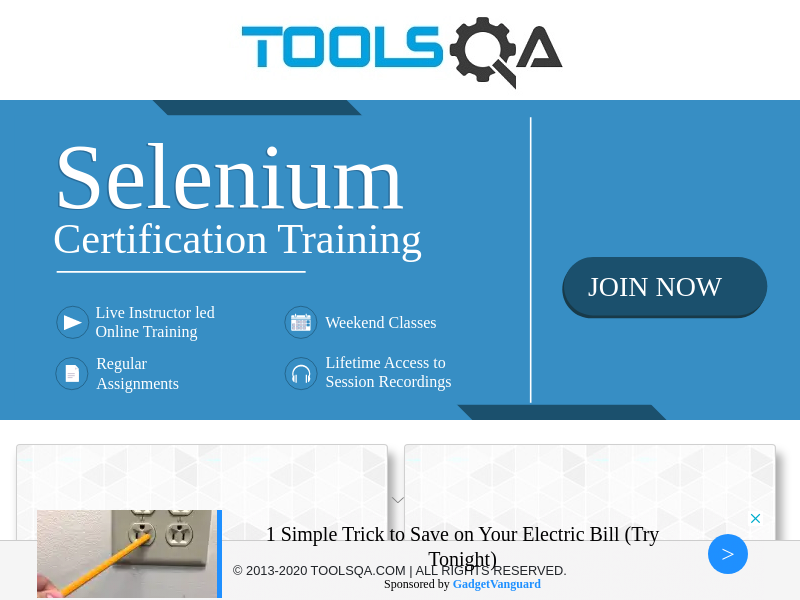 TOOLSQA
Selenium
Certification Training
JOIN NOW
Live Instructor led
Online Training
Weekend Classes
Regular
Assignments
Lifetime Access to
Session Recordings
1 Simple Trick to Save on Your Electric Bill (Try
Tonight)
© 2013-2020 TOOLSQA.COM | ALL RIGHTS RESERVED.
Sponsored by GadgetVanguard
>